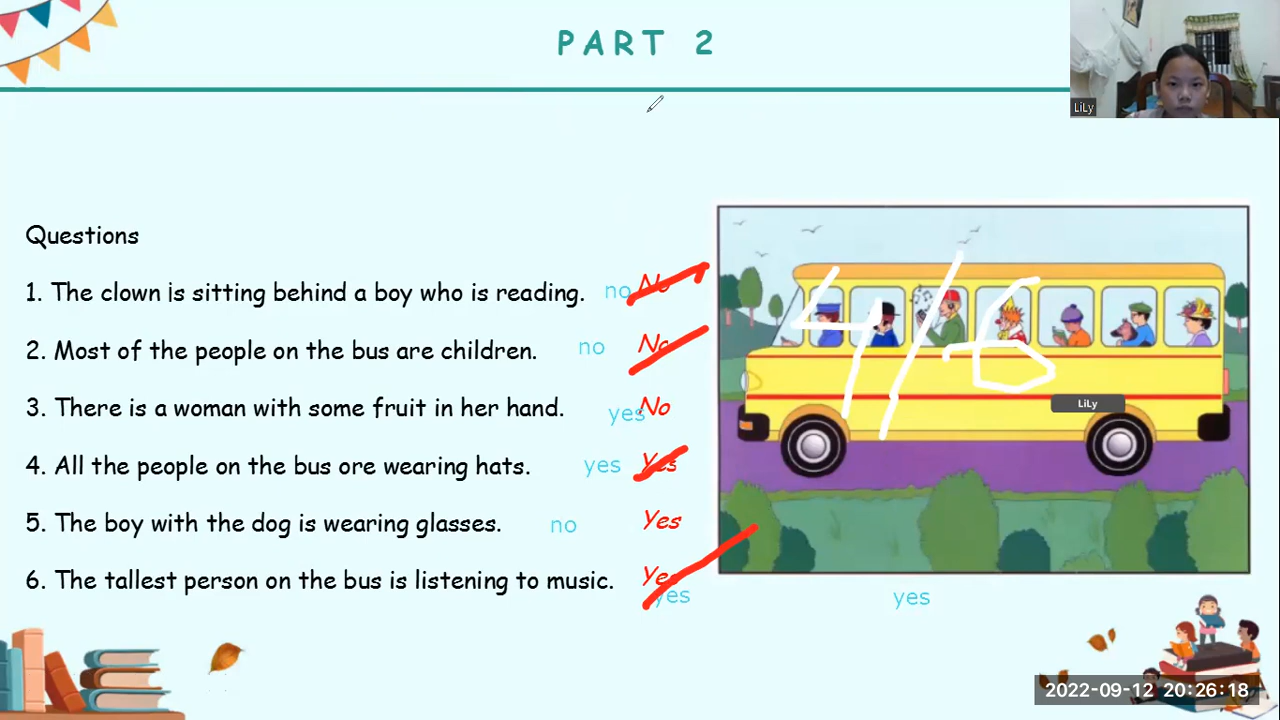 PART 2
LiLy
Questions
1. The clown is sitting behind a boy who is reading. no No
2. Most of the people on the bus are children. no No
3. There is a woman with some fruit in her hand. yes No
4. All the people on the bus ore wearing hats. yes Yes
5. The boy with the dog is wearing glasses. no Yes
6. The tallest person on the bus is listening to music. Yes
yes yes
4/6
LiLy
2022-09-12 20:26:18